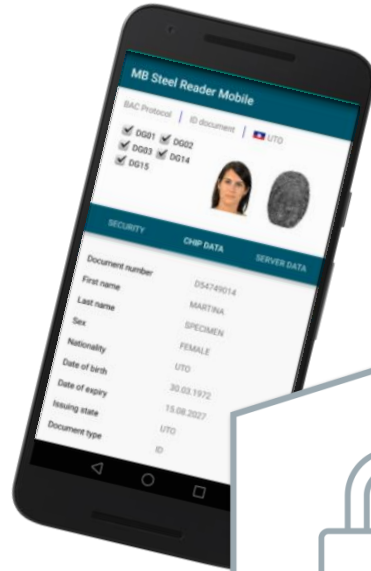 MB Steel Reader Mobile
BAC Protocol | ID document | UTO
DG01 DG02
DG03 DG14
DG15
SECURITY CHIP DATA SERVER DATA
Document number D54749014
First name MARTINA
Last name SPECIMEN
Sex FEMALE
Nationality UTO
Date of birth 30.03.1972
Date of expiry 15.08.2027
Issuing state UTO
Document type ID